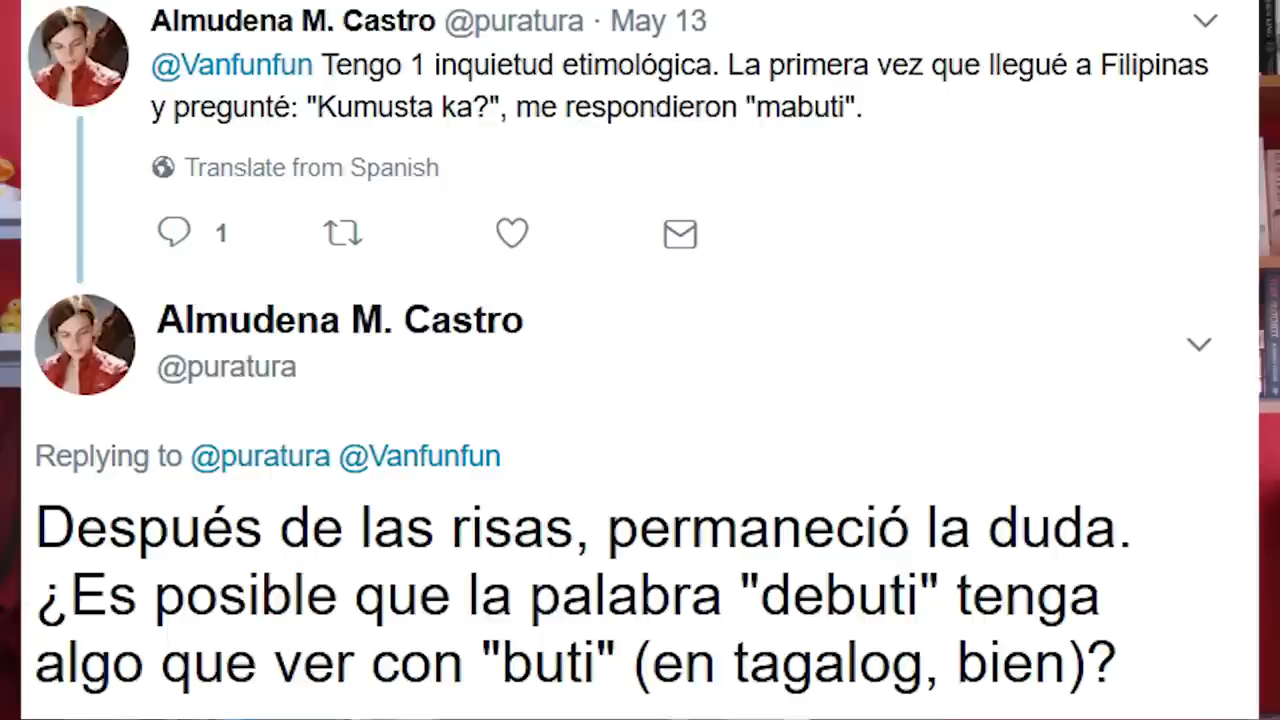 Almudena M. Castro @puratura · May 13
@Vanfunfun Tengo 1 inquietud etimológica. La primera vez que llegué a Filipinas
y pregunté: "Kumusta ka?", me respondieron "mabuti".
Translate from Spanish
1
Almudena M. Castro
@puratura
Replying to @puratura @Vanfunfun
Después de las risas, permaneció la duda.
¿Es posible que la palabra "debuti" tenga
algo que ver con "buti" (en tagalog, bien)?